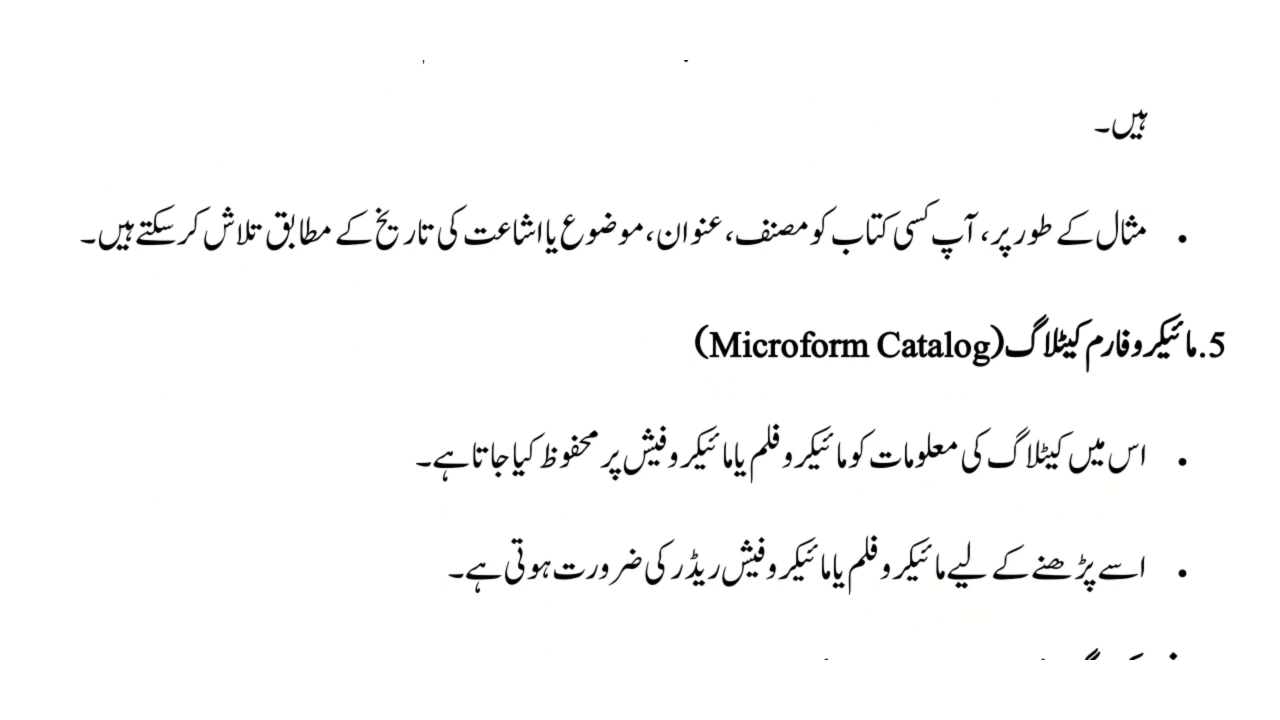 ہیں۔
• مثال کے طور پر، آپ کسی کتاب کو مصنف، عنوان، موضوع یا اشاعت کی تاریخ کے مطابق تلاش کر سکتے ہیں۔
5. مائیکروفارم کیٹلاگ (Microform Catalog)
• اس میں کیٹلاگ کی معلومات کو مائیکروفلم یا مائیکروفیش پر محفوظ کیا جاتا ہے۔
• اسے پڑھنے کے لیے مائیکروفلم یا مائیکروفیش ریڈر کی ضرورت ہوتی ہے۔